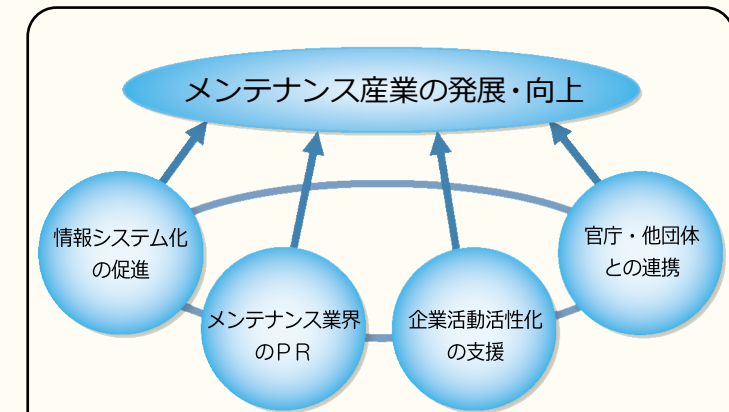 メンテナンス産業の発展・向上
情報システム化
の促進
メンテナンス業界
のＰＲ
企業活動活性化
の支援
官庁・他団体
との連携